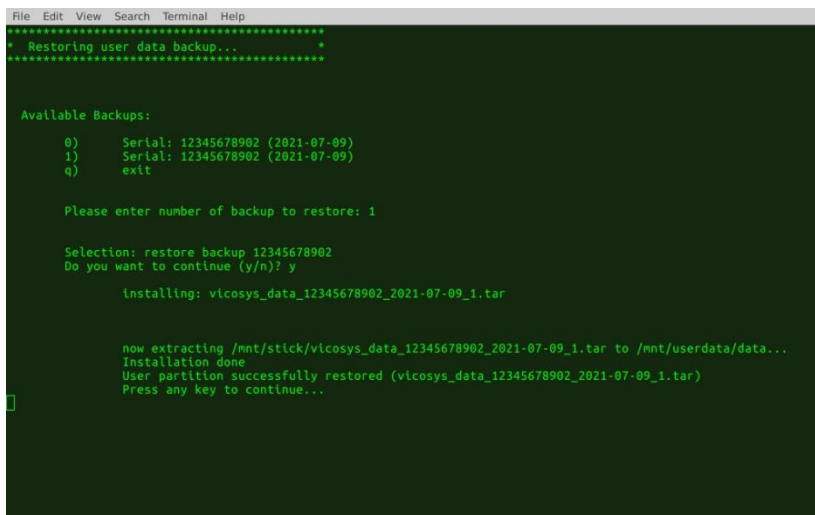 File Edit View Search Terminal Help
********************************************
* Restoring user data backup... *
********************************************
Available Backups:
0) Serial: 12345678902 (2021-07-09)
1) Serial: 12345678902 (2021-07-09)
q) exit
Please enter number of backup to restore: 1
Selection: restore backup 12345678902
Do you want to continue (y/n)? y
installing: vicosys_data_12345678902_2021-07-09_1.tar
now extracting /mnt/stick/vicosys_data_12345678902_2021-07-09_1.tar to /mnt/userdata/data...
Installation done
User partition successfully restored (vicosys_data_12345678902_2021-07-09_1.tar)
Press any key to continue...